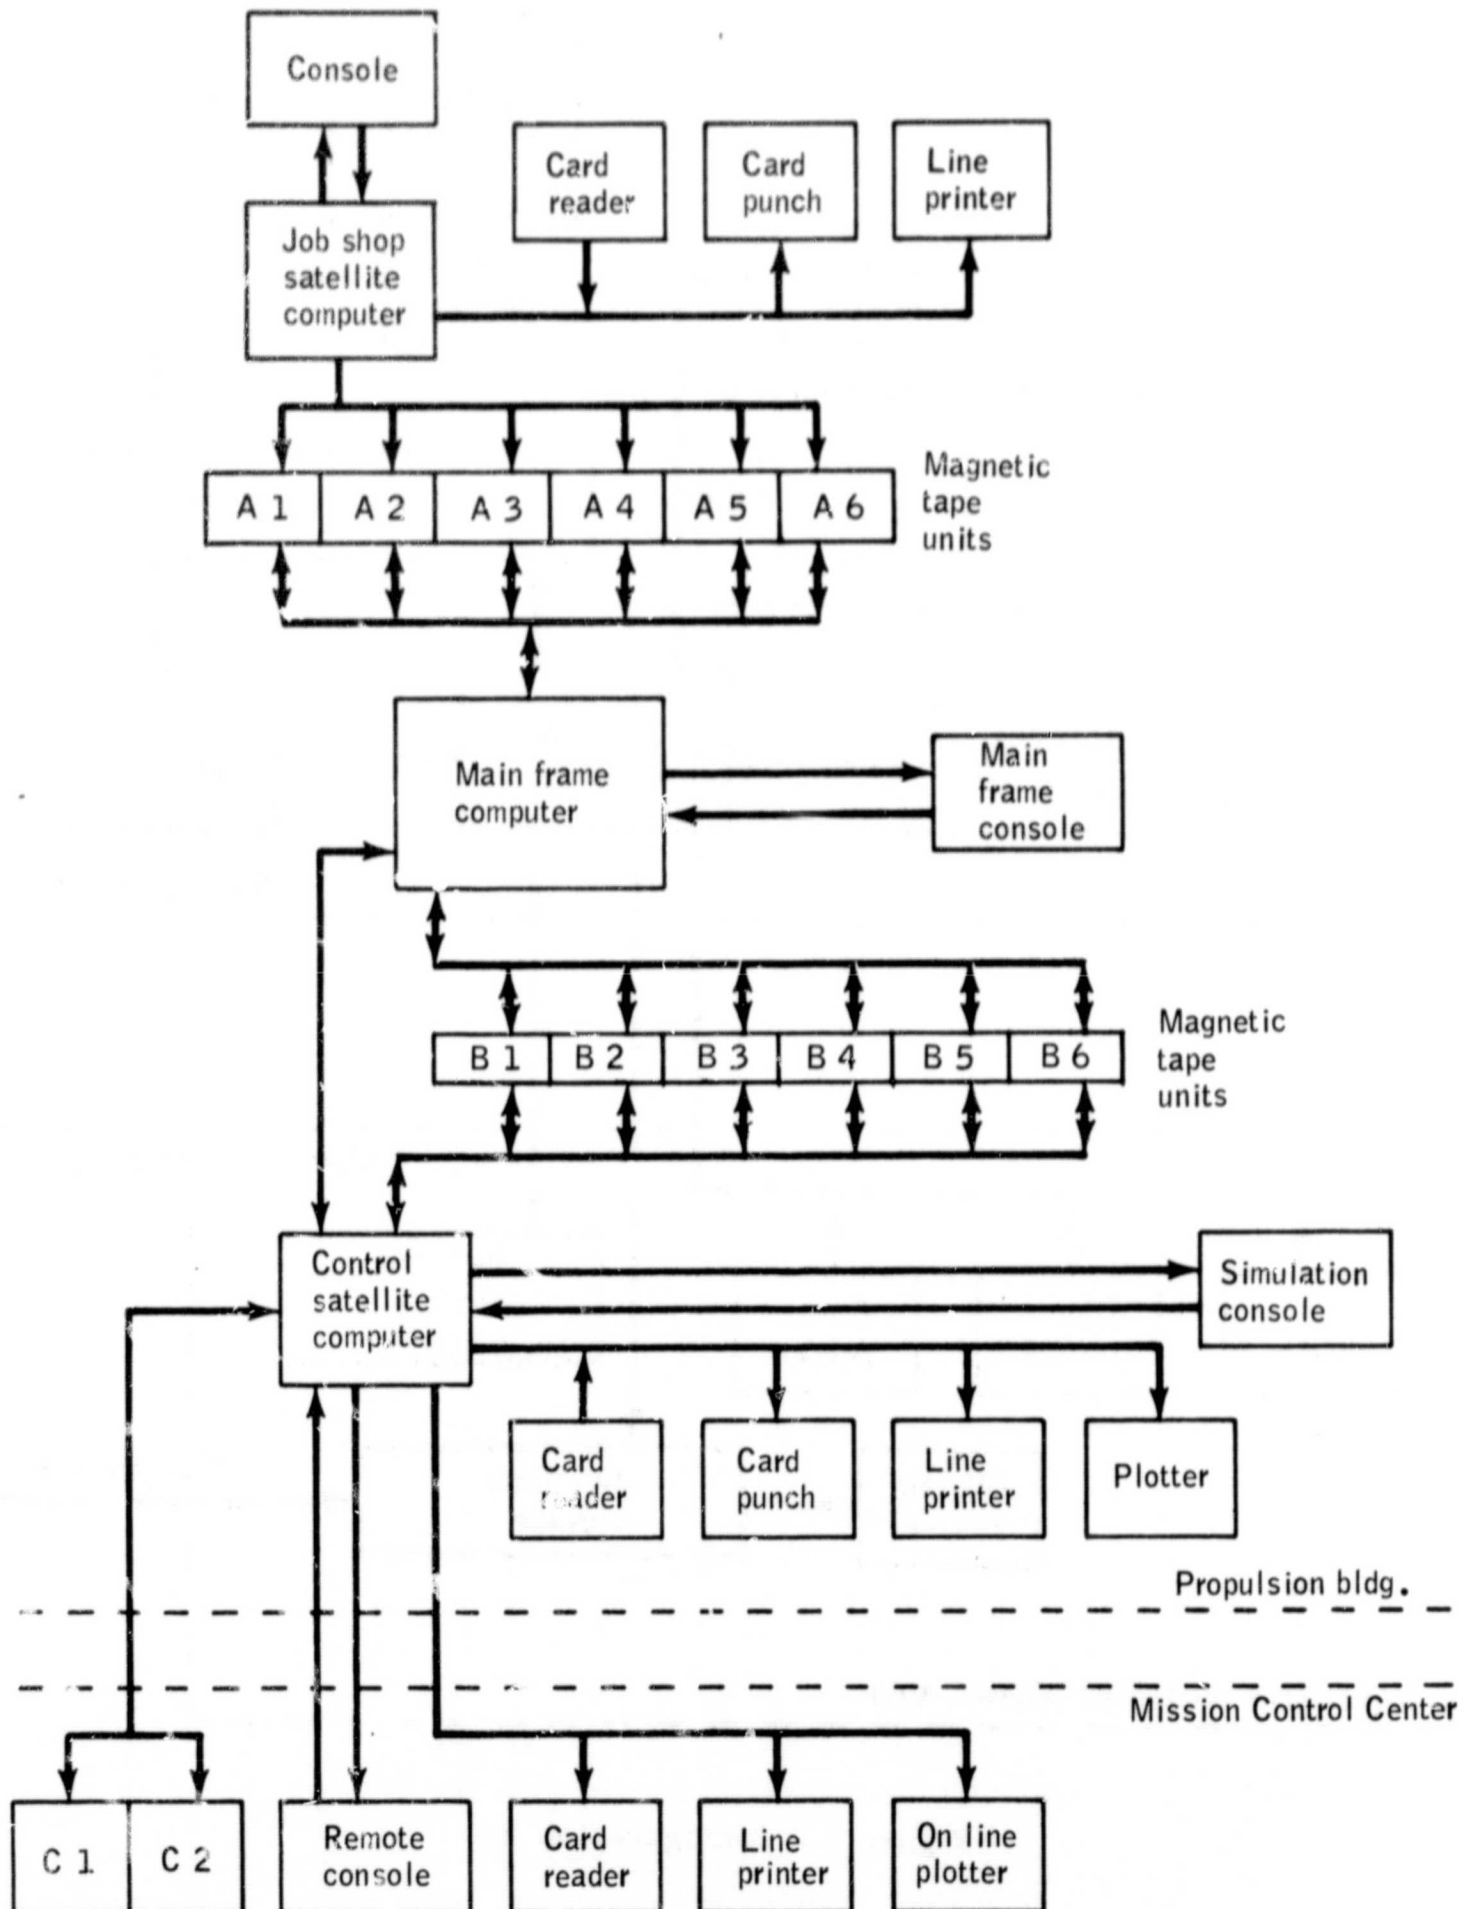 Console
Card
reader
Card
punch
Line
printer
Job shop
satellite
computer
Magnetic
tape
units
A 1
A 2
A 3
A 4
A 5
A 6
Main frame
computer
Main
frame
console
B 1
B 2
B 3
B 4
B 5
B 6
Magnetic
tape
units
Control
satellite
computer
Simulation
console
Card
reader
Card
punch
Line
printer
Plotter
Propulsion bldg.
Mission Control Center
C 1
C 2
Remote
console
Card
reader
Line
printer
On line
plotter